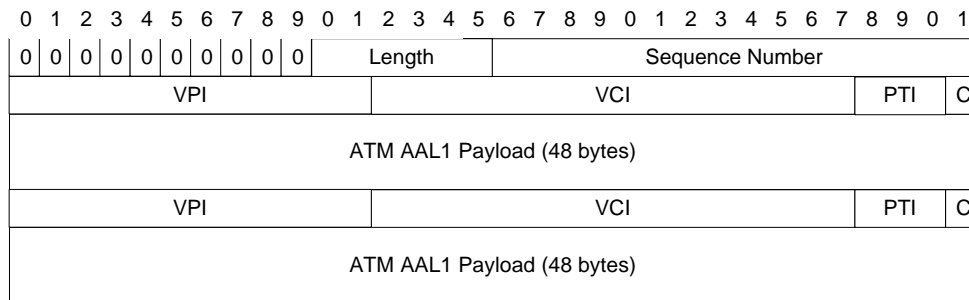 0 1 2 3 4 5 6 7 8 9 0 1 2 3 4 5 6 7 8 9 0 1 2 3 4 5 6 7 8 9 0 1
0 0 0 0 0 0 0 0 0 0 Length Sequence Number
VPI VCI PTI C
ATM AAL1 Payload (48 bytes)
VPI VCI PTI C
ATM AAL1 Payload (48 bytes)